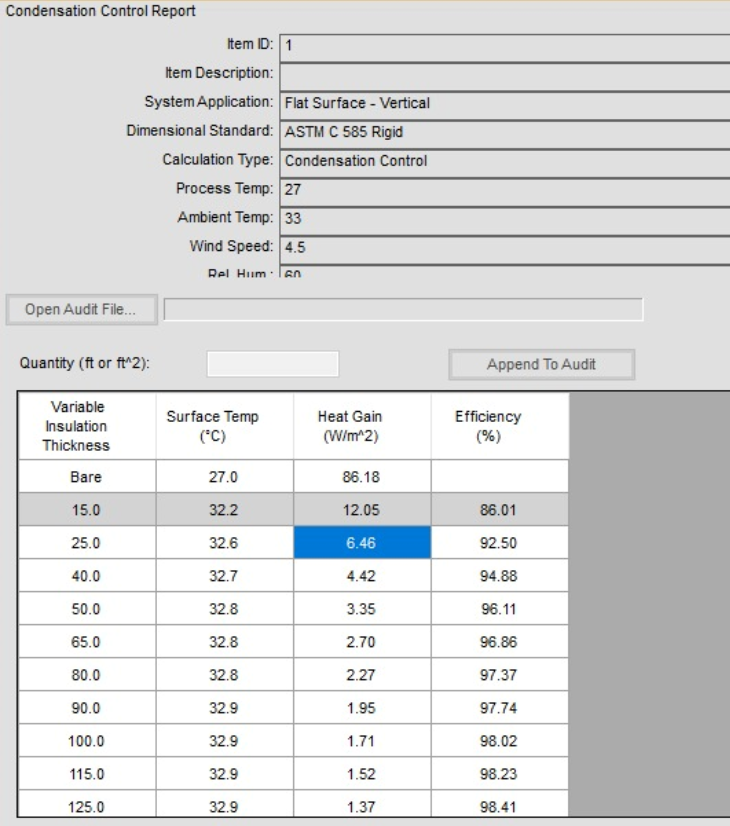 Condensation Control Report
Item ID: 1
Item Description:
System Application: Flat Surface - Vertical
Dimensional Standard: ASTM C 585 Rigid
Calculation Type: Condensation Control
Process Temp: 27
Ambient Temp: 33
Wind Speed: 4.5
Rel. Hum.: 60
Open Audit File...
Quantity (ft or ft^2): Append To Audit
Variable Insulation Thickness Surface Temp (°C) Heat Gain (W/m^2) Efficiency (%)
Bare 27.0 86.18
15.0 32.2 12.05 86.01
25.0 32.6 6.46 92.50
40.0 32.7 4.42 94.88
50.0 32.8 3.35 96.11
65.0 32.8 2.70 96.86
80.0 32.8 2.27 97.37
90.0 32.9 1.95 97.74
100.0 32.9 1.71 98.02
115.0 32.9 1.52 98.23
125.0 32.9 1.37 98.41